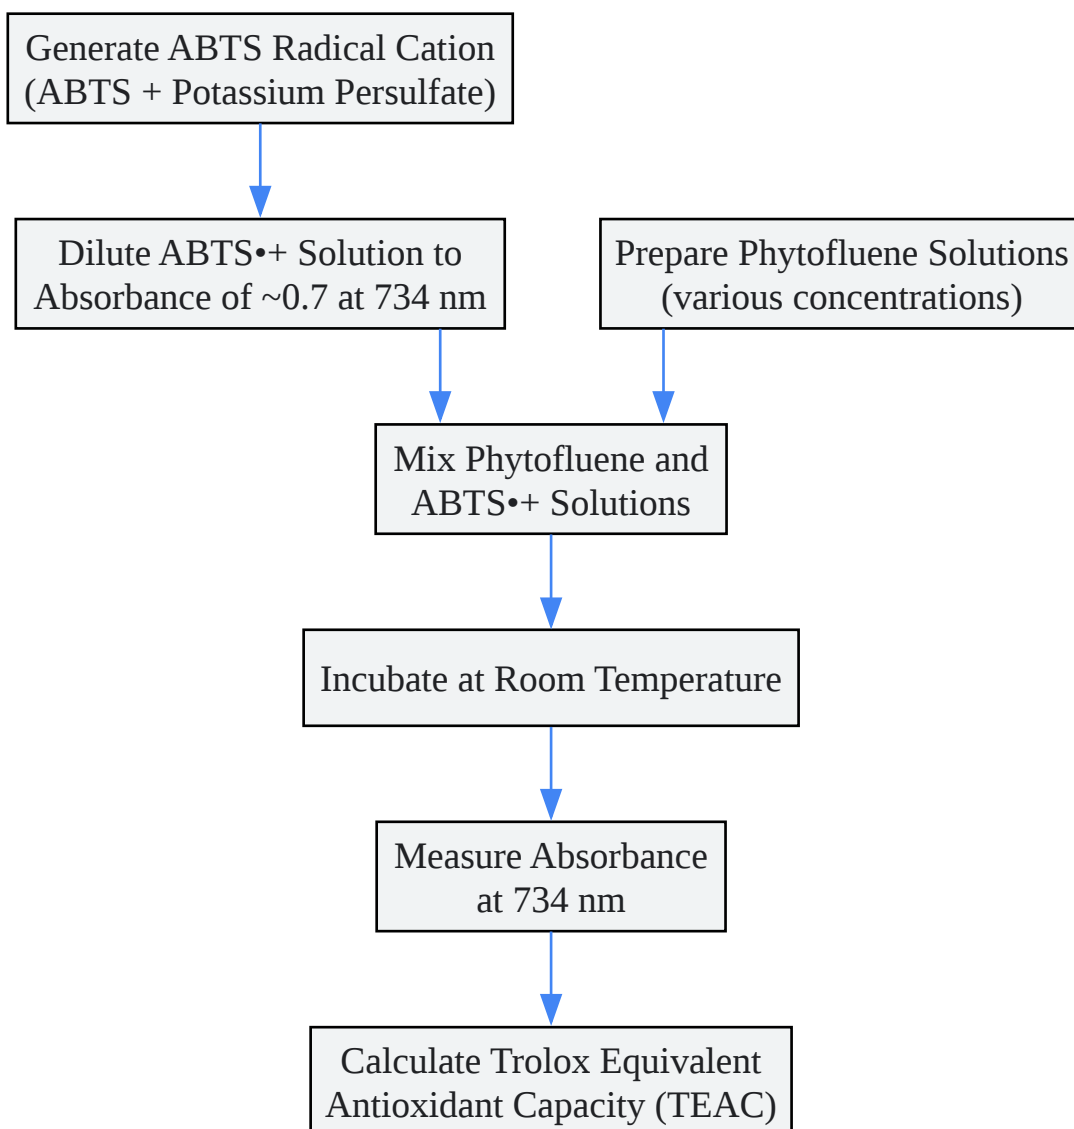 Generate ABTS Radical Cation
(ABTS + Potassium Persulfate)
Dilute ABTS•+ Solution to
Absorbance of ~0.7 at 734 nm
Prepare Phytofluene Solutions
(various concentrations)
Mix Phytofluene and
ABTS•+ Solutions
Incubate at Room Temperature
Measure Absorbance
at 734 nm
Calculate Trolox Equivalent
Antioxidant Capacity (TEAC)